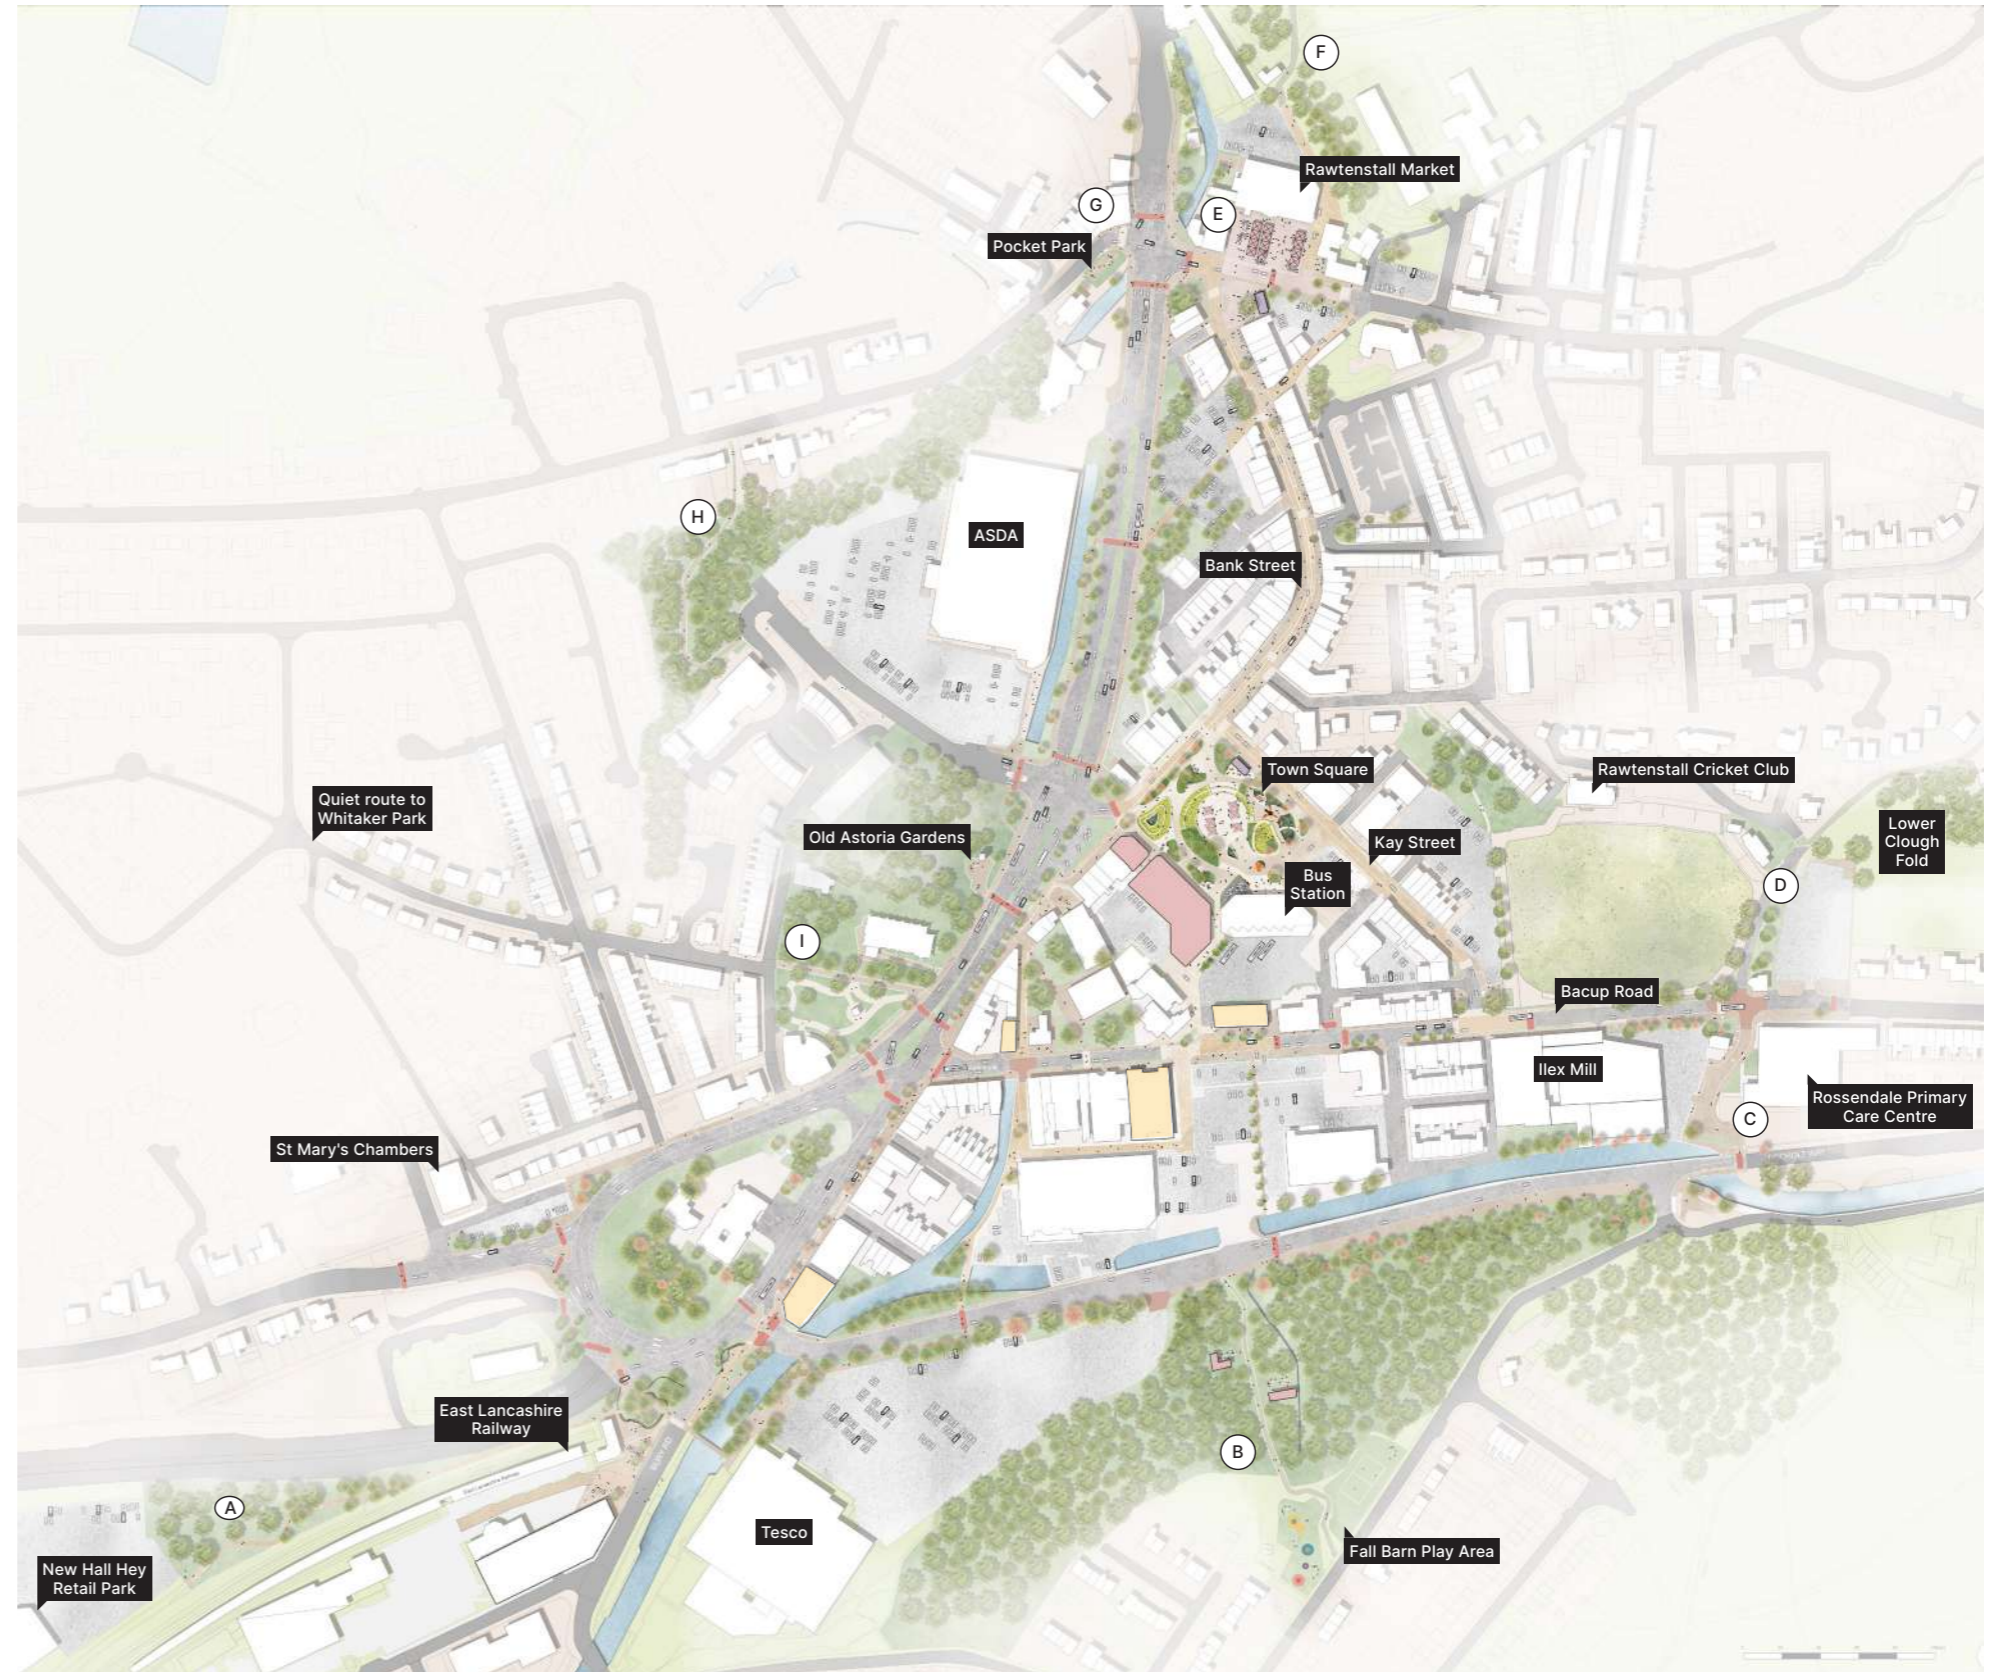 F
Rawtenstall Market
G
E
Pocket Park
H
ASDA
Bank Street
Town Square
Rawtenstall Cricket Club
Quiet route to
Whitaker Park
Old Astoria Gardens
Kay Street
Lower
Clough
Fold
Bus
Station
D
I
Bacup Road
Ilex Mill
Rossendale Primary
Care Centre
C
St Mary's Chambers
East Lancashire
Railway
B
A
Tesco
Fall Barn Play Area
New Hall Hey
Retail Park